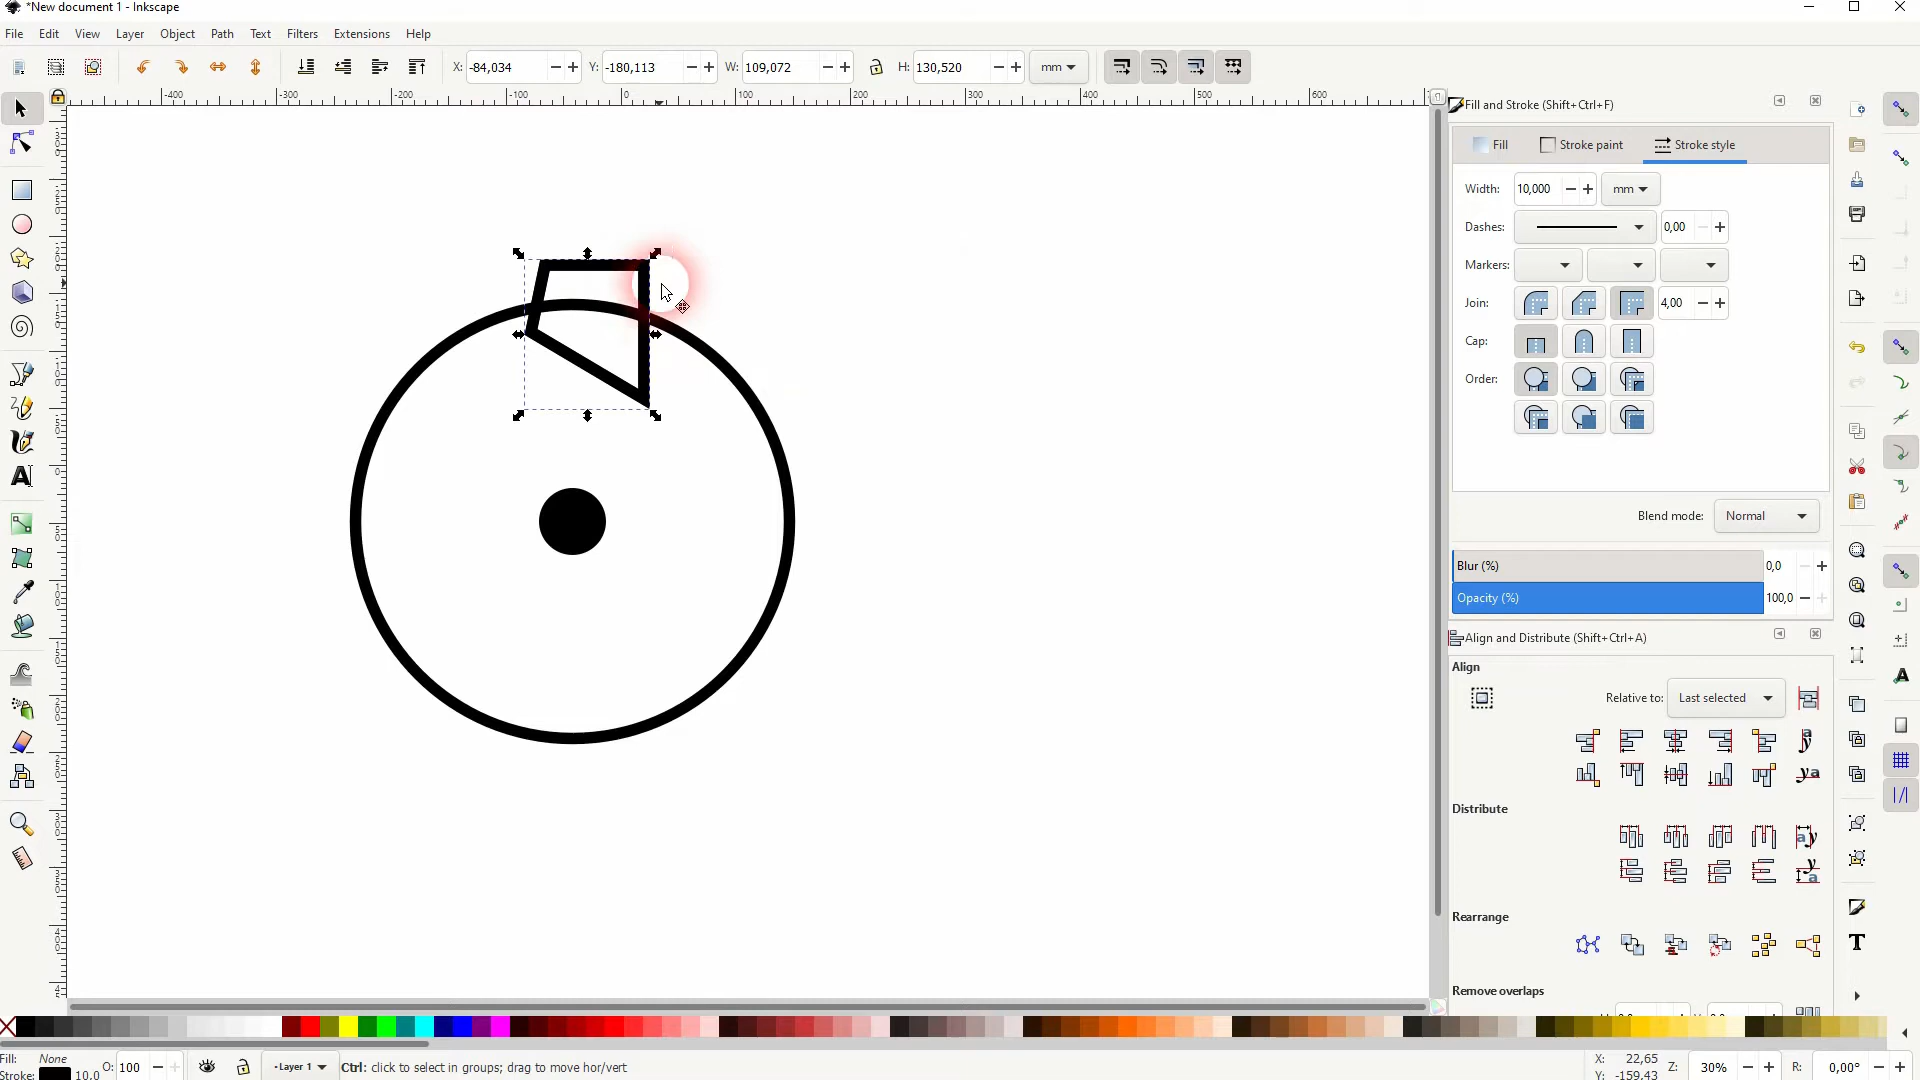 *New document 1 - Inkscape
File Edit View Layer Object Path Text Filters Extensions Help
X: -84,034 Y: -180,113 W: 109,072 H: 130,520 mm
-400 -300 -200 -100 0 100 200 300 400 500 600
Fill and Stroke (Shift+Ctrl+F)
Fill Stroke paint Stroke style
Width: 10,000 mm
Dashes: 0,00
Markers:
Join: 4,00
Cap:
Order:
Blend mode: Normal
Blur (%) 0,0
Opacity (%) 100,0
Align and Distribute (Shift+Ctrl+A)
Align
Relative to: Last selected
Distribute
Rearrange
Remove overlaps
Fill: None O: 100 Layer 1 Ctrl: click to select in groups; drag to move hor/vert X: 22,65 Z: 30% R: 0,00°
Stroke: 10.0 Y: -159,43